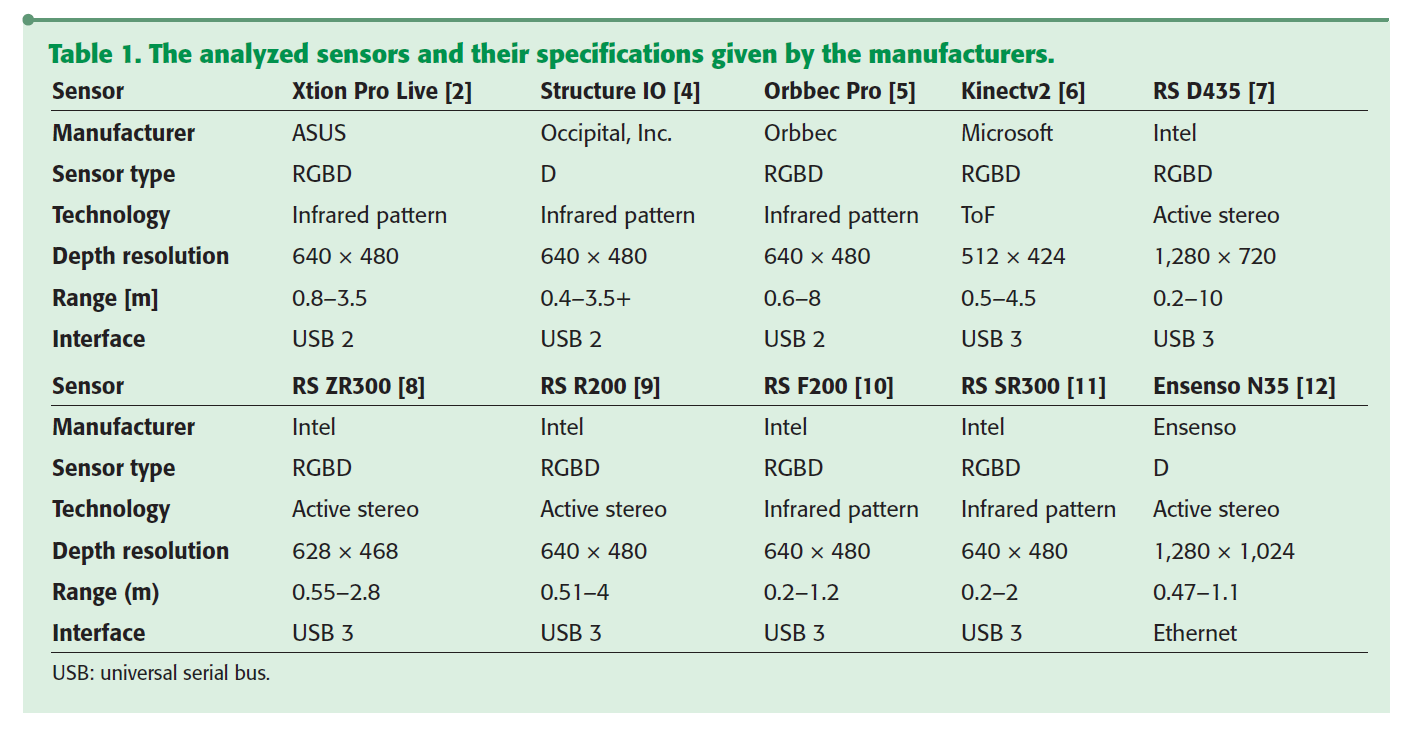 Table 1. The analyzed sensors and their specifications given by the manufacturers.
Sensor Xtion Pro Live [2] Structure IO [4] Orbbec Pro [5] Kinectv2 [6] RS D435 [7]
Manufacturer ASUS Occipital, Inc. Orbbec Microsoft Intel
Sensor type RGBD D RGBD RGBD RGBD
Technology Infrared pattern Infrared pattern Infrared pattern ToF Active stereo
Depth resolution 640 × 480 640 × 480 640 × 480 512 × 424 1,280 × 720
Range [m] 0.8–3.5 0.4–3.5+ 0.6–8 0.5–4.5 0.2–10
Interface USB 2 USB 2 USB 2 USB 3 USB 3
Sensor RS ZR300 [8] RS R200 [9] RS F200 [10] RS SR300 [11] Ensenso N35 [12]
Manufacturer Intel Intel Intel Intel Ensenso
Sensor type RGBD RGBD RGBD RGBD D
Technology Active stereo Active stereo Infrared pattern Infrared pattern Active stereo
Depth resolution 628 × 468 640 × 480 640 × 480 640 × 480 1,280 × 1,024
Range (m) 0.55–2.8 0.51–4 0.2–1.2 0.2–2 0.47–1.1
Interface USB 3 USB 3 USB 3 USB 3 Ethernet
USB: universal serial bus.